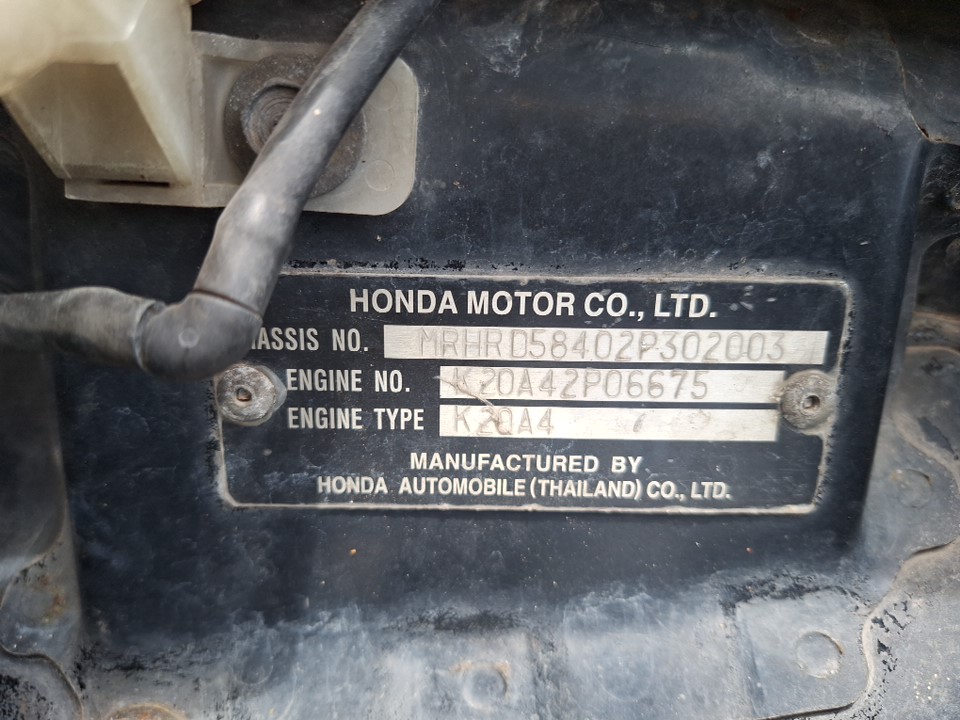 HONDA MOTOR CO., LTD.
CHASSIS NO. MRHRD58402P302003
ENGINE NO. K20A42P06675
ENGINE TYPE K20A4
MANUFACTURED BY
HONDA AUTOMOBILE (THAILAND) CO., LTD.